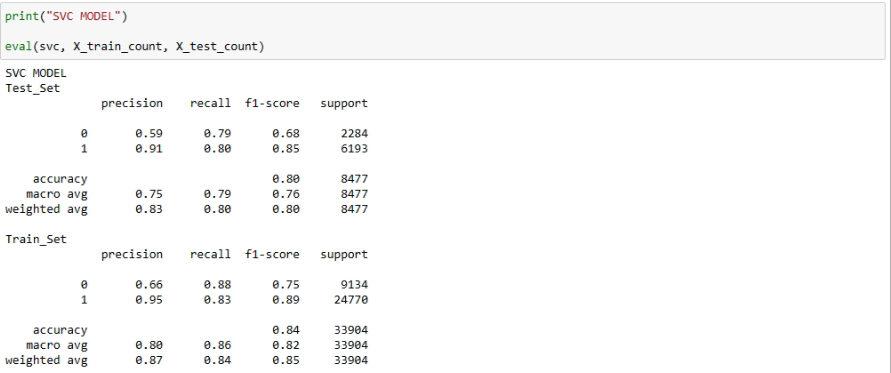 print("SVC MODEL")
eval(svc, X_train_count, X_test_count)
SVC MODEL
Test_Set
precision recall f1-score support
0 0.59 0.79 0.68 2284
1 0.91 0.80 0.85 6193
accuracy 0.80 8477
macro avg 0.75 0.79 0.76 8477
weighted avg 0.83 0.80 0.80 8477
Train_Set
precision recall f1-score support
0 0.66 0.88 0.75 9134
1 0.95 0.83 0.89 24770
accuracy 0.84 33904
macro avg 0.80 0.86 0.82 33904
weighted avg 0.87 0.84 0.85 33904